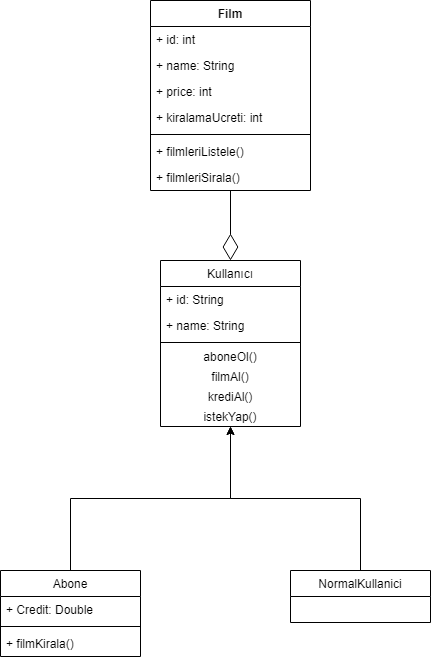 Film
+ id: int
+ name: String
+ price: int
+ kiralamaUcreti: int
+ filmleriListele()
+ filmleriSirala()
Kullanıcı
+ id: String
+ name: String
aboneOl()
filmAl()
krediAl()
istekYap()
Abone
+ Credit: Double
+ filmKirala()
NormalKullanici